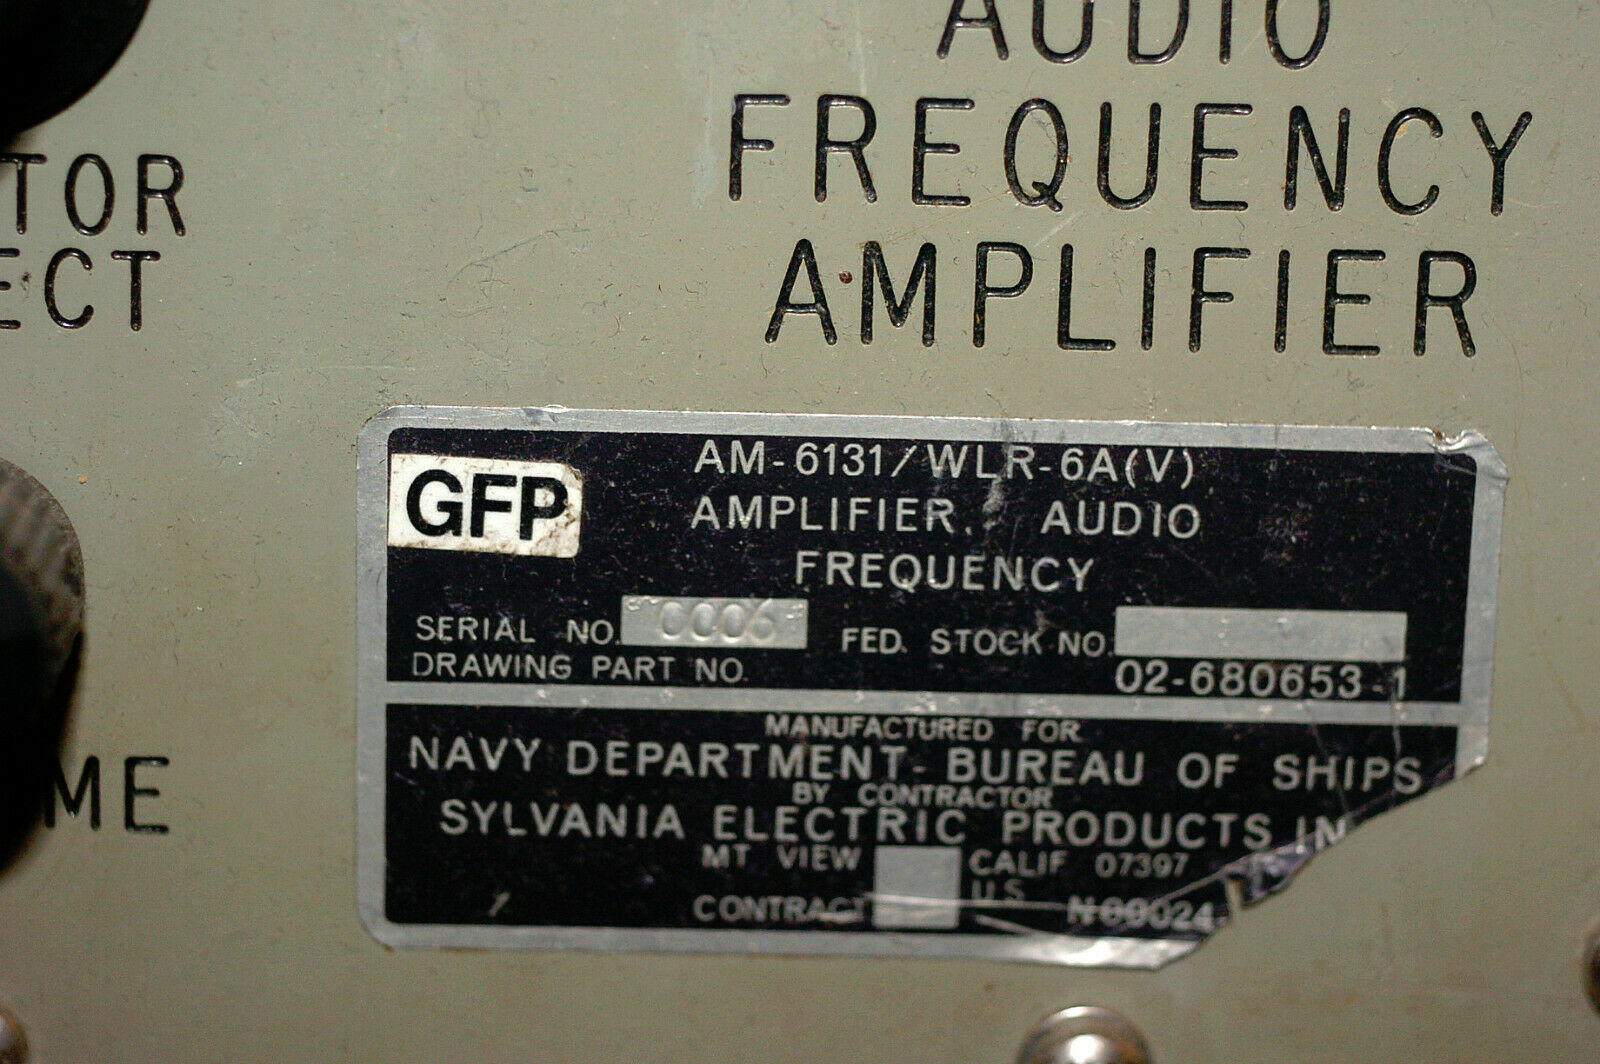 AUDIO
FREQUENCY
AMPLIFIER
TOR
ECT
ME
GFP
AM-6131/WLR-6A(V)
AMPLIFIER, AUDIO
FREQUENCY
SERIAL NO. 0006 FED. STOCK NO.
DRAWING PART NO. 02-680653-1
MANUFACTURED FOR
NAVY DEPARTMENT - BUREAU OF SHIPS
BY CONTRACTOR
SYLVANIA ELECTRIC PRODUCTS IN
MT VIEW CALIF 07397
U.S.
CONTRACT N00024-